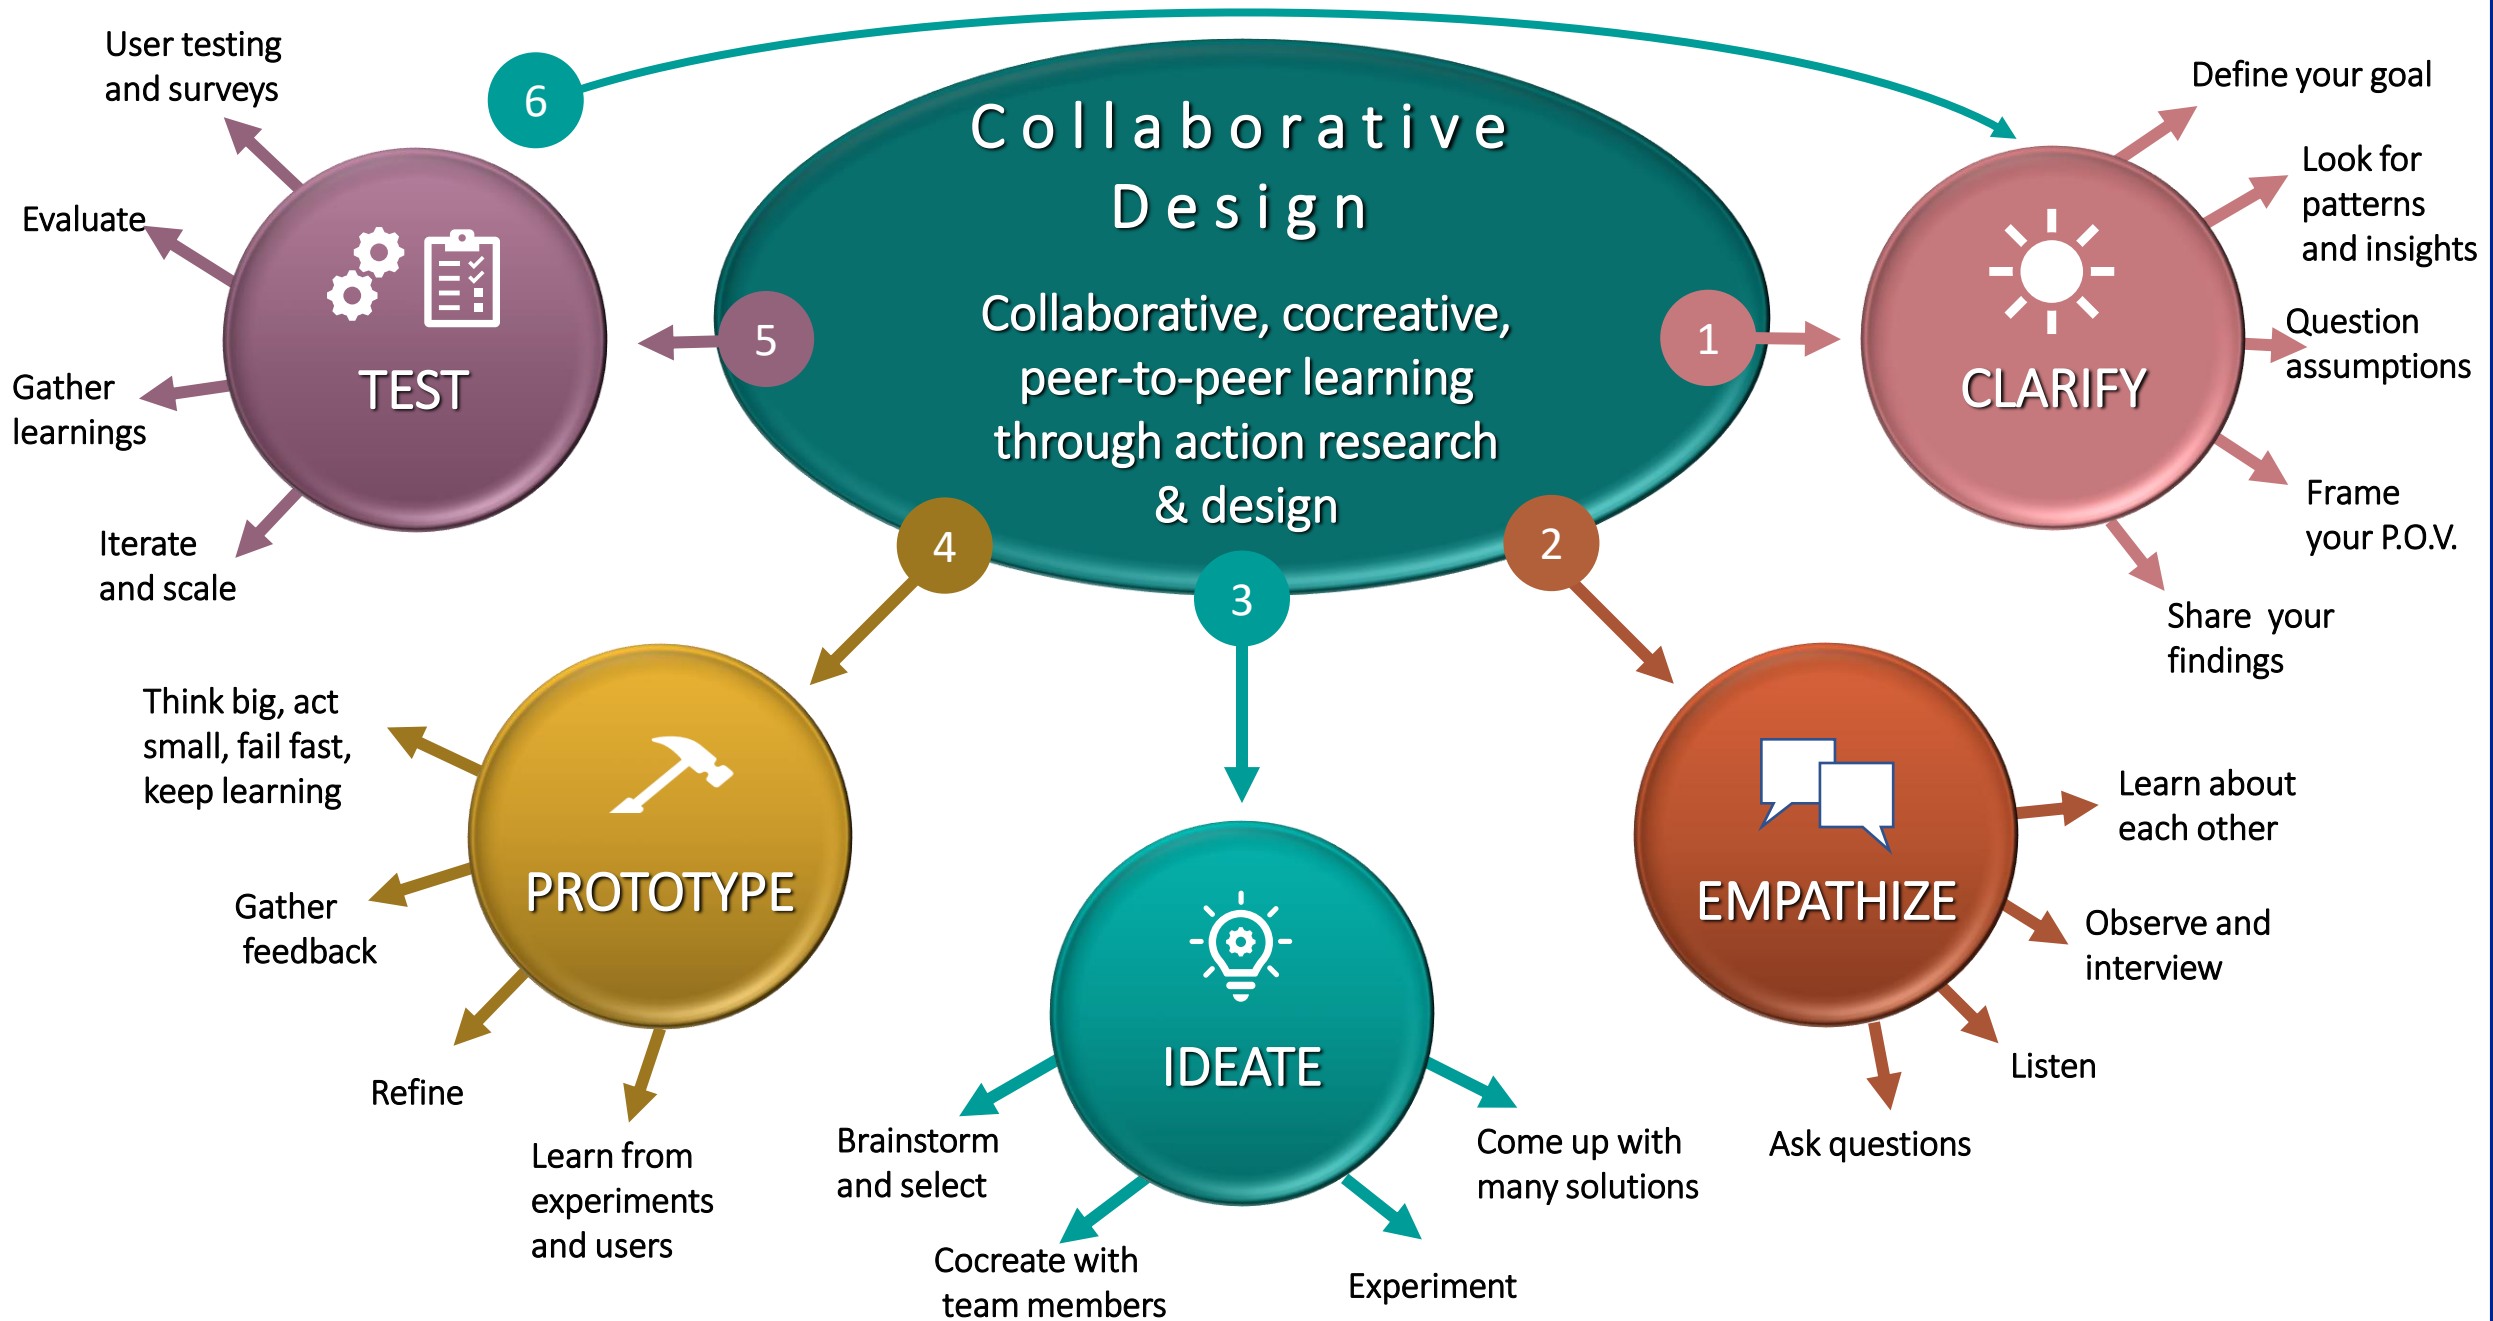 Collaborative
Design
Collaborative, cocreative,
peer-to-peer learning
through action research
& design
1
CLARIFY
Define your goal
Look for
patterns
and insights
Question
assumptions
Frame
your P.O.V.
Share  your
findings
2
EMPATHIZE
Learn about
each other
Observe and
interview
Listen
Ask questions
3
IDEATE
Come up with
many solutions
Experiment
Cocreate with
team members
Brainstorm
and select
4
PROTOTYPE
Learn from
experiments
and users
Refine
Gather
feedback
Think big, act
small, fail fast,
keep learning
5
TEST
Iterate
and scale
Gather
learnings
Evaluate
User testing
and surveys
6